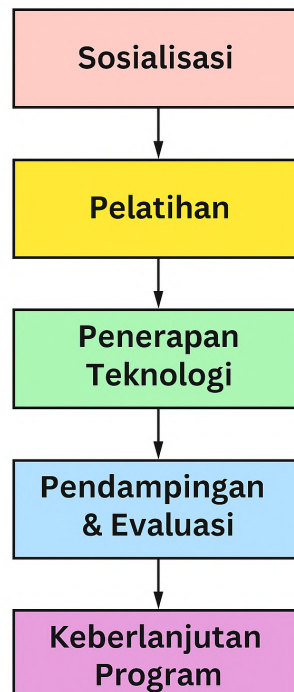 Sosialisasi
Pelatihan
Penerapan
Teknologi
Pendampingan
& Evaluasi
Keberlanjutan
Program